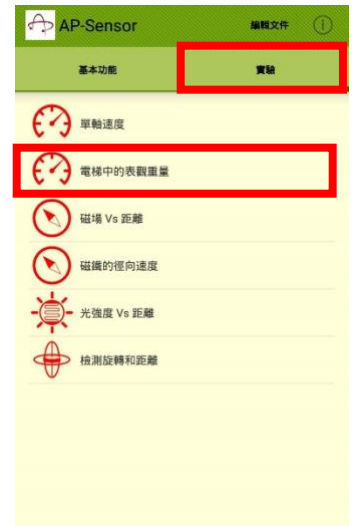 AP-Sensor 編輯文件
基本功能 實驗
單軸速度
電梯中的表觀重量
磁場 Vs 距離
磁鐵的徑向速度
光強度 Vs 距離
檢測旋轉和距離